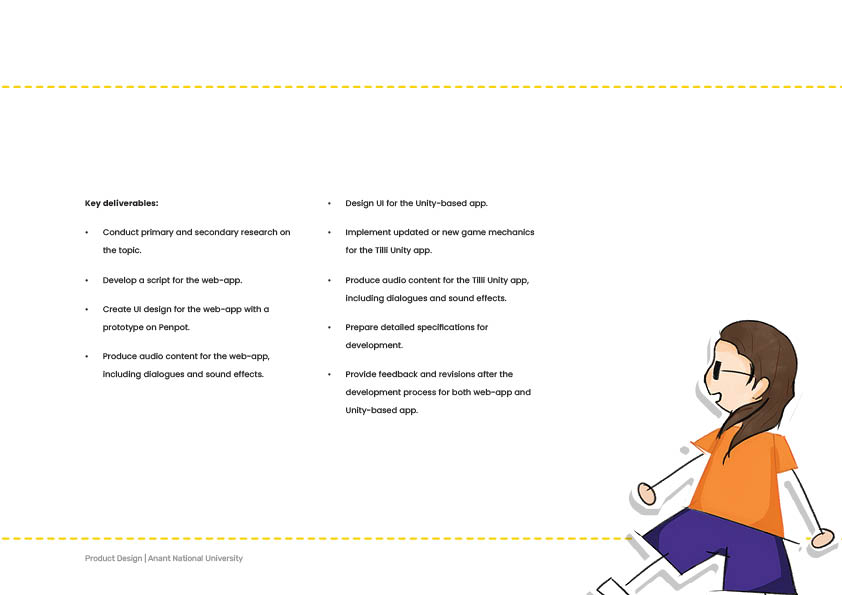 Key deliverables:
• Conduct primary and secondary research on
the topic.
• Develop a script for the web-app.
• Create UI design for the web-app with a
prototype on Penpot.
• Produce audio content for the web-app,
including dialogues and sound effects.
• Design UI for the Unity-based app.
• Implement updated or new game mechanics
for the Tilli Unity app.
• Produce audio content for the Tilli Unity app,
including dialogues and sound effects.
• Prepare detailed specifications for
development.
• Provide feedback and revisions after the
development process for both web-app and
Unity-based app.
Product Design | Anant National University